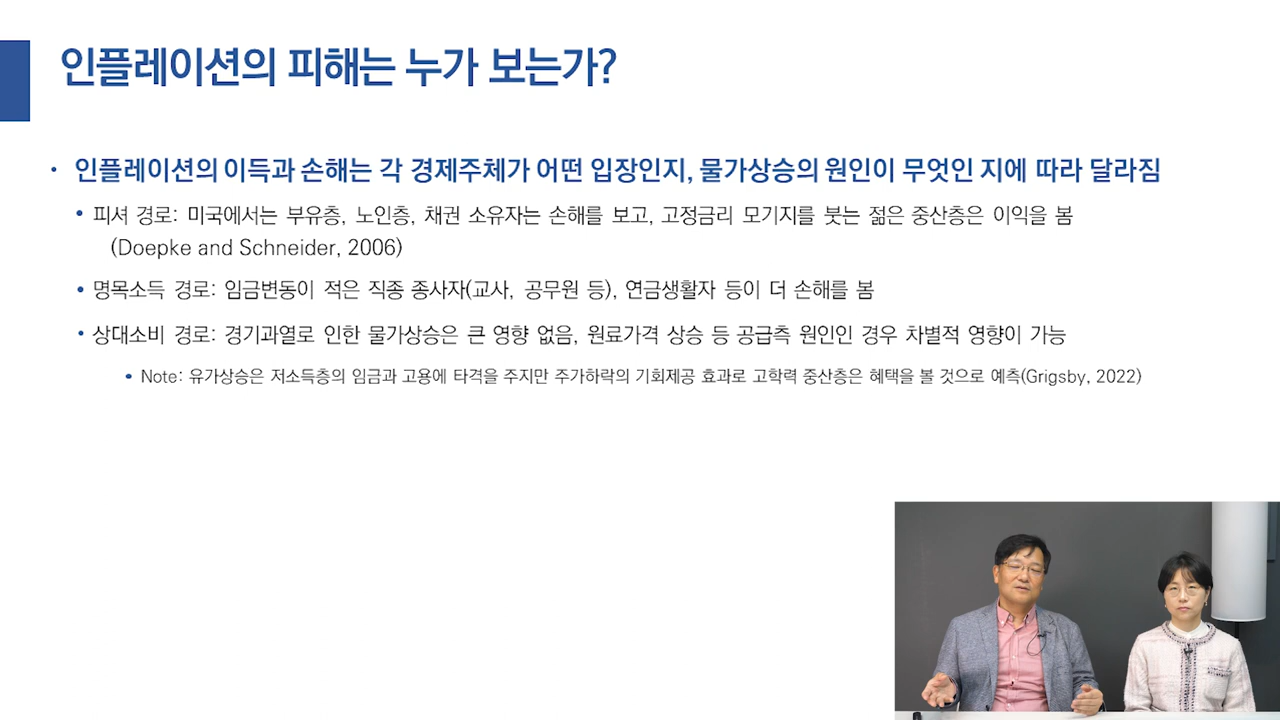 인플레이션의 피해는 누가 보는가?
• 인플레이션의 이득과 손해는 각 경제주체가 어떤 입장인지, 물가상승의 원인이 무엇인 지에 따라 달라짐
• 피셔 경로: 미국에서는 부유층, 노인층, 채권 소유자는 손해를 보고, 고정금리 모기지를 붓는 젊은 중산층은 이익을 봄
(Doepke and Schneider, 2006)
• 명목소득 경로: 임금변동이 적은 직종 종사자(교사, 공무원 등), 연금생활자 등이 더 손해를 봄
• 상대소비 경로: 경기과열로 인한 물가상승은 큰 영향 없음, 원료가격 상승 등 공급측 원인인 경우 차별적 영향이 가능
• Note: 유가상승은 저소득층의 임금과 고용에 타격을 주지만 주가하락의 기회제공 효과로 고학력 중산층은 혜택을 볼 것으로 예측(Grigsby, 2022)